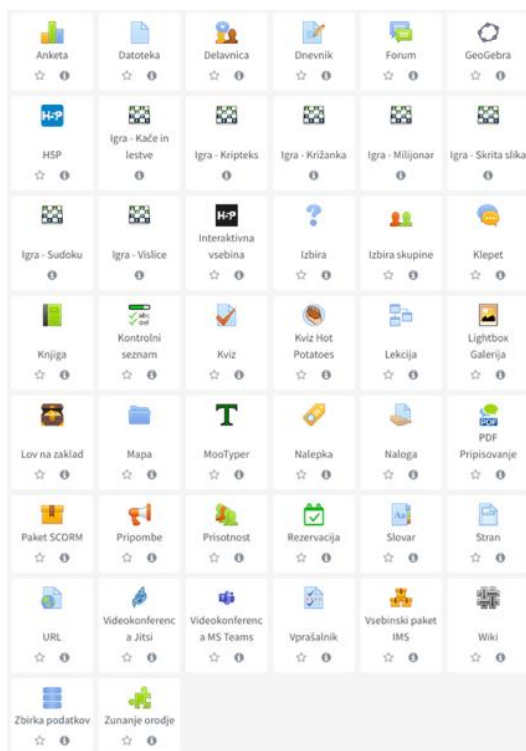 Anketa
Datoteka
Delavnica
Dnevnik
Forum
GeoGebra
H-P
H5P
Igra - Kače in
lestve
Igra - Kripteks
Igra - Križanka
Igra - Milijonar
Igra - Skrita slika
Igra - Sudoku
Igra - Vislice
H-P
Interaktivna
vsebina
Izbira
Izbira skupine
Klepet
Knjiga
Kontrolni
seznam
Kviz
Kviz Hot
Potatoes
Lekcija
Lightbox
Galerija
Lov na zaklad
Mapa
T
MooTyper
Nalepka
Naloga
PDF
PDF
Pripisovanje
Paket SCORM
Pripombe
Prisotnost
Rezervacija
Aa
Slovar
Stran
URL
Videokonferenc
a Jitsi
Videokonferenc
a MS Teams
Vprašalnik
Vsebinski paket
IMS
Wiki
Zbirka podatkov
Zunanje orodje